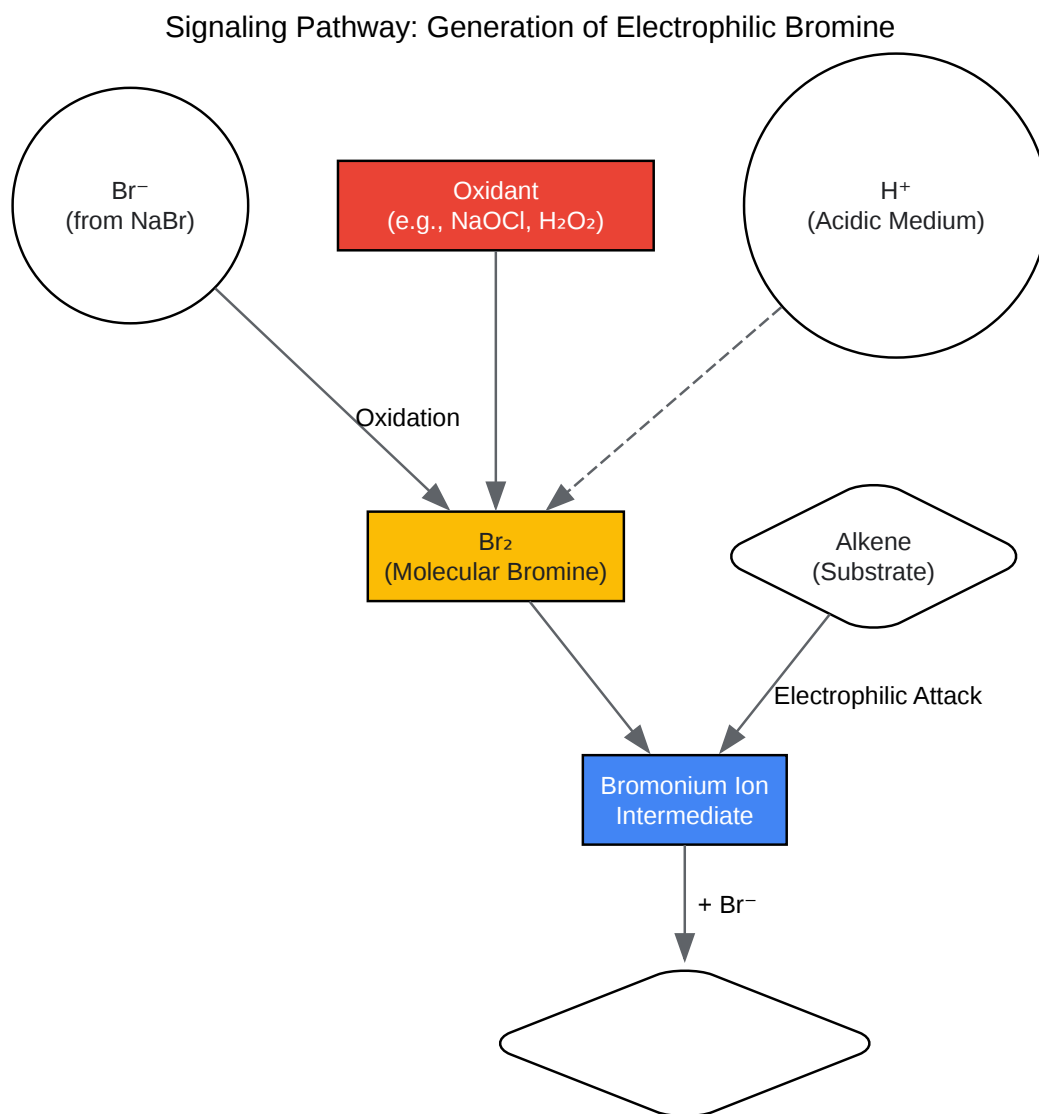 Signaling Pathway: Generation of Electrophilic Bromine
Br⁻
(from NaBr)
Oxidant
(e.g., NaOCl, H₂O₂)
H⁺
(Acidic Medium)
Oxidation
Br₂
(Molecular Bromine)
Alkene
(Substrate)
Electrophilic Attack
Bromonium Ion
Intermediate
+ Br⁻